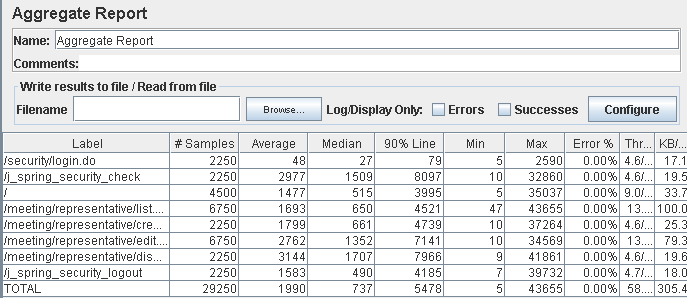 Aggregate Report
Name: Aggregate Report
Comments:
Write results to file / Read from file
Filename Browse... Log/Display Only: Errors Successes Configure
Label # Samples Average Median 90% Line Min Max Error % Thr... KB/...
/security/login.do 2250 48 27 79 5 2590 0.00% 4.6/... 17.1
/j_spring_security_check 2250 2977 1509 8097 10 32860 0.00% 4.6/... 19.5
/ 4500 1477 515 3995 5 35037 0.00% 9.0/... 33.7
/meeting/representative/list.... 6750 1693 650 4521 47 43655 0.00% 13.... 100.0
/meeting/representative/cre... 2250 1799 661 4739 10 37264 0.00% 4.6/... 25.3
/meeting/representative/edit.... 6750 2762 1352 7141 10 34569 0.00% 13.... 79.3
/meeting/representative/dis... 2250 3144 1707 7966 9 41861 0.00% 4.6/... 19.6
/j_spring_security_logout 2250 1583 490 4185 7 39732 0.00% 4.7/... 18.0
TOTAL 29250 1990 737 5478 5 43655 0.00% 58.... 305.4